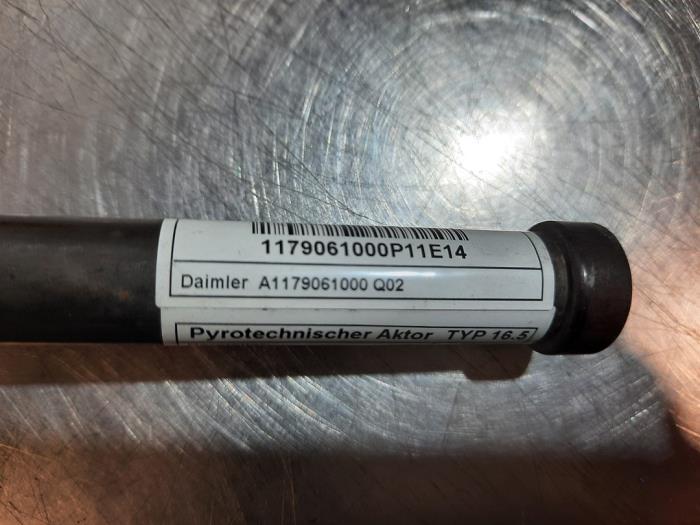 1179061000P11E14
Daimler A1179061000 Q02
Pyrotechnischer Aktor TYP 16.5